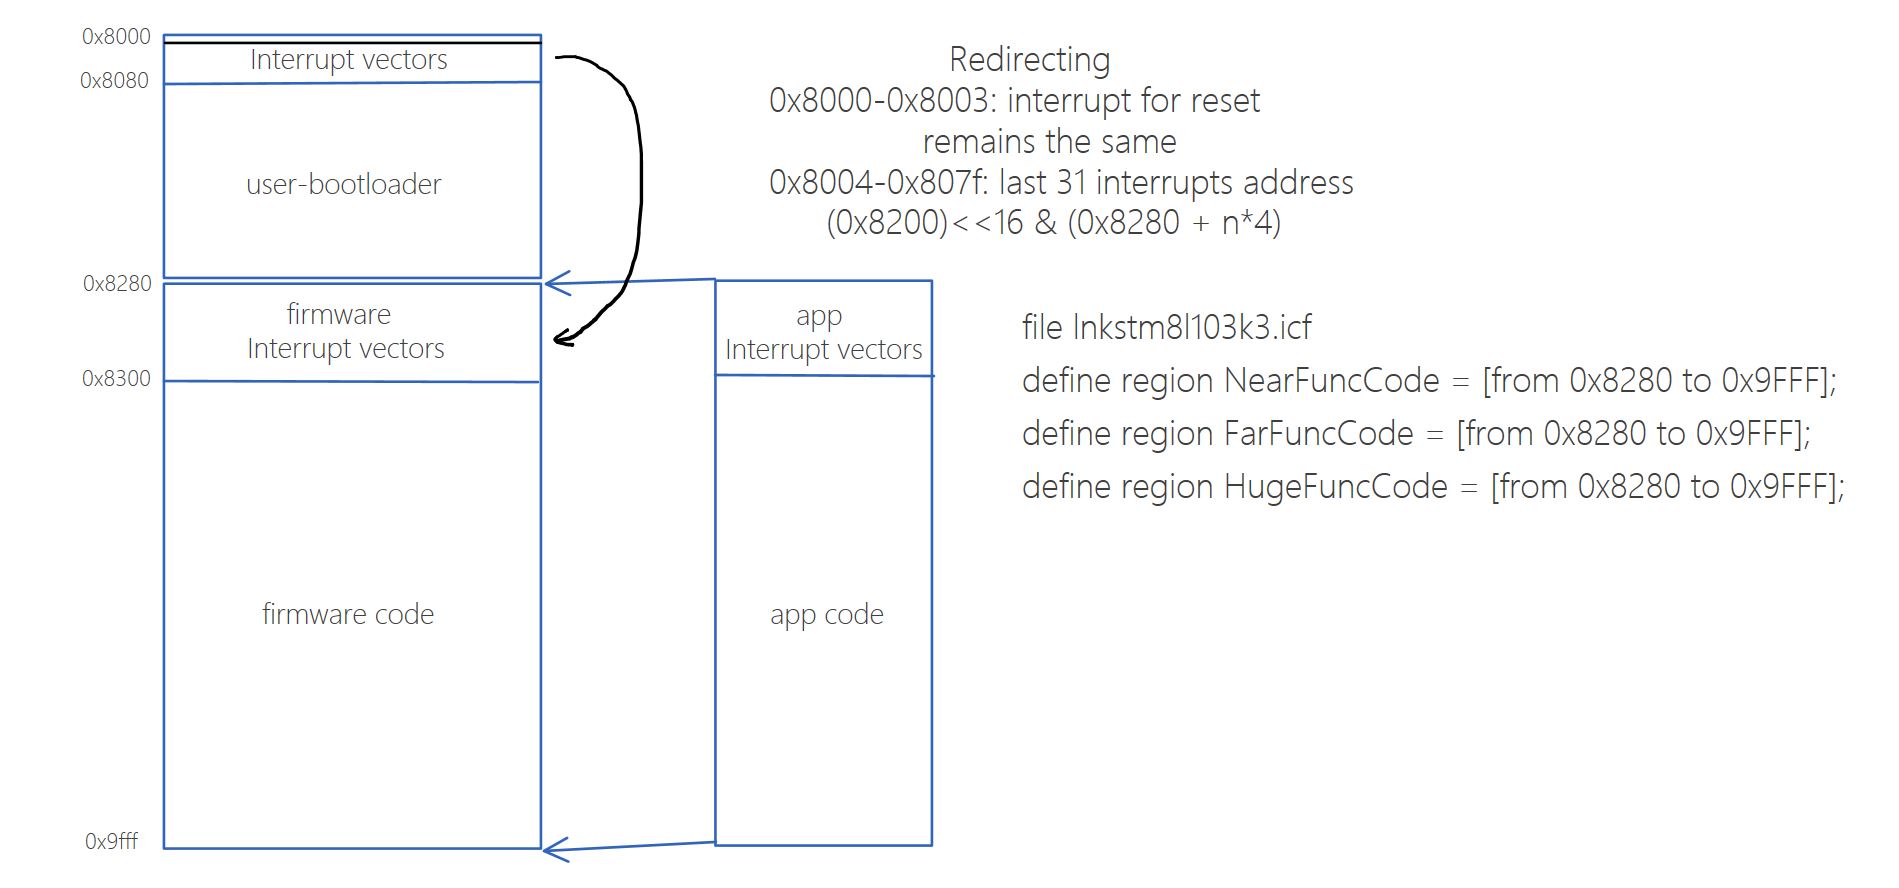 0x8000
Interrupt vectors
0x8080
user-bootloader
0x8280
firmware
Interrupt vectors
0x8300
firmware code
0x9fff
app
Interrupt vectors
app code
Redirecting
0x8000-0x8003: interrupt for reset
remains the same
0x8004-0x807f: last 31 interrupts address
(0x8200)<<16 & (0x8280 + n*4)
file lnkstm8l103k3.icf
define region NearFuncCode = [from 0x8280 to 0x9FFF];
define region FarFuncCode = [from 0x8280 to 0x9FFF];
define region HugeFuncCode = [from 0x8280 to 0x9FFF];